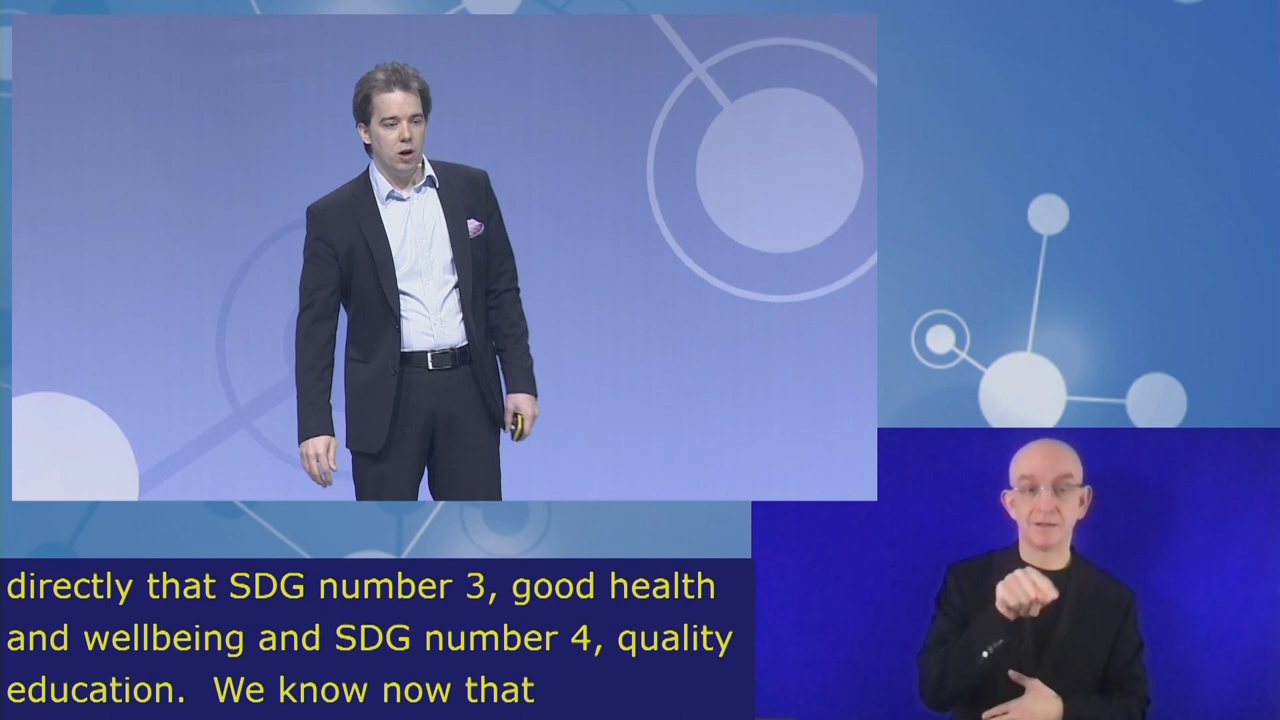 directly that SDG number 3, good health
and wellbeing and SDG number 4, quality
education.  We know now that